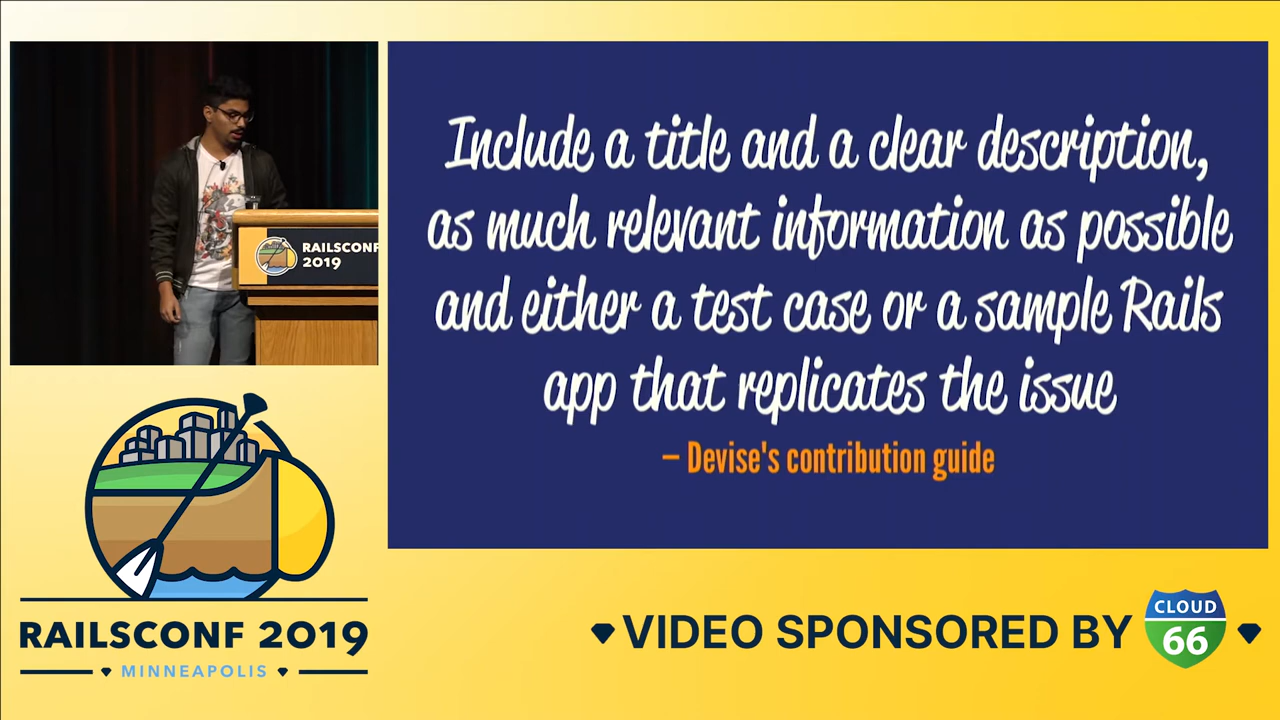 RAILSCONF
2019
Include a title and a clear description,
as much relevant information as possible
and either a test case or a sample Rails
app that replicates the issue
– Devise's contribution guide
RAILSCONF 2019
MINNEAPOLIS
VIDEO SPONSORED BY
CLOUD
66